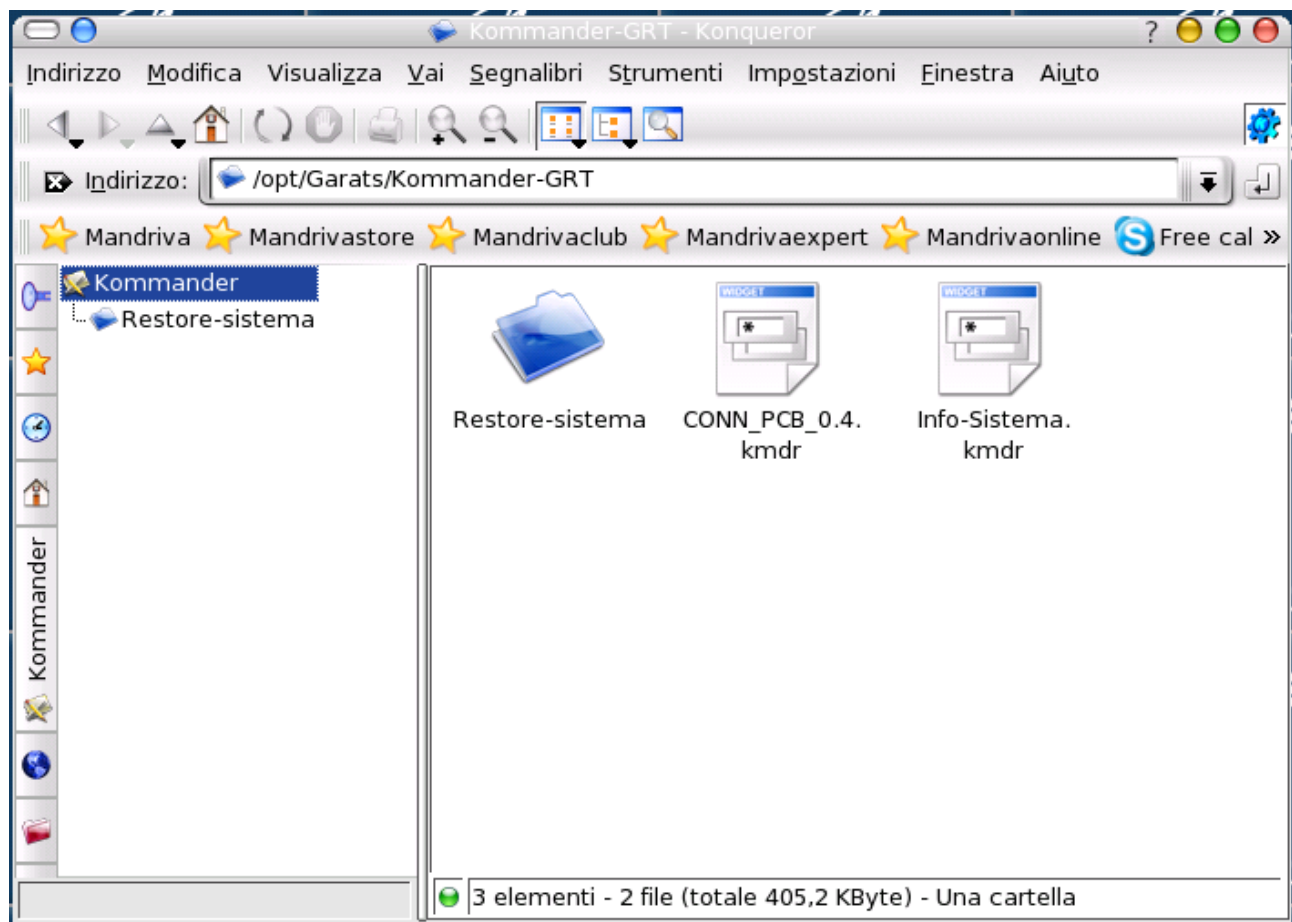 Kommander-GRT - Konqueror ?
Indirizzo Modifica Visualizza Vai Segnalibri Strumenti Impostazioni Finestra Aiuto
Indirizzo: /opt/Garats/Kommander-GRT
Mandriva Mandrivastore Mandrivaclub Mandrivaexpert Mandrivaonline Free cal »
Kommander
Restore-sistema
Kommander
Restore-sistema
CONN_PCB_0.4.
kmdr
Info-Sistema.
kmdr
WIDGET
WIDGET
3 elementi - 2 file (totale 405,2 KByte) - Una cartella